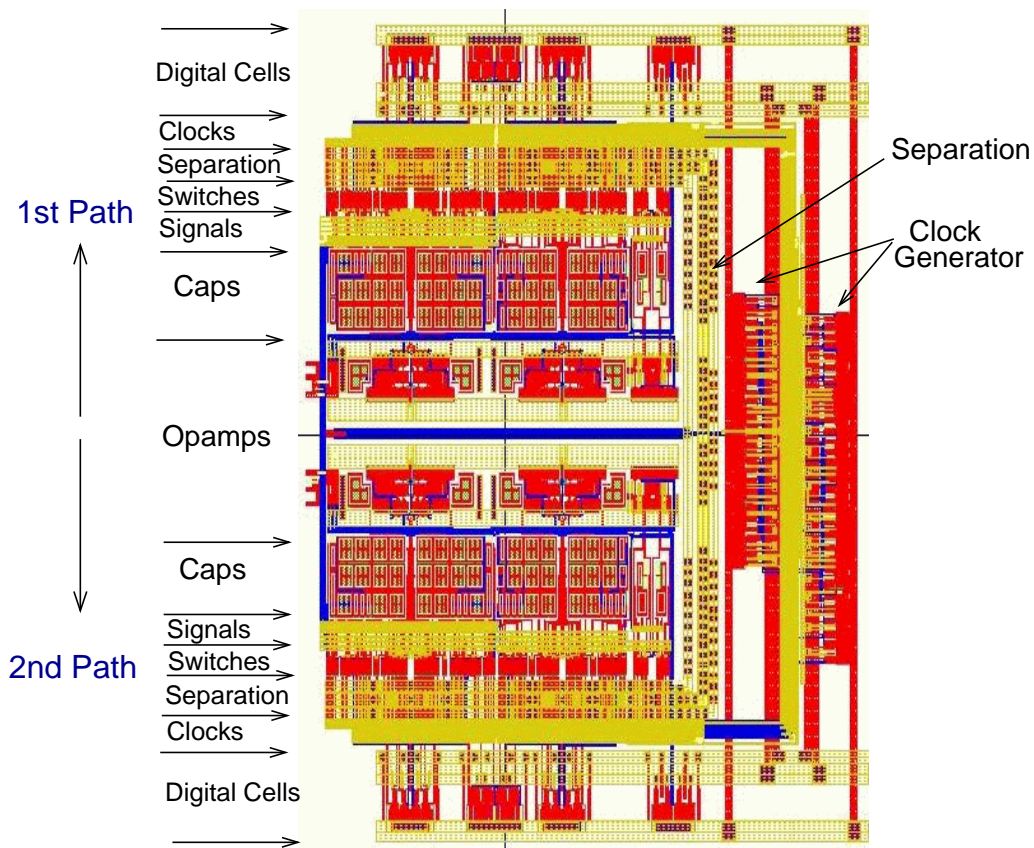 Digital Cells
Clocks
Separation
Switches
1st Path
Signals
Caps
Opamps
Caps
Signals
Switches
2nd Path
Separation
Clocks
Digital Cells
Separation
Clock
Generator